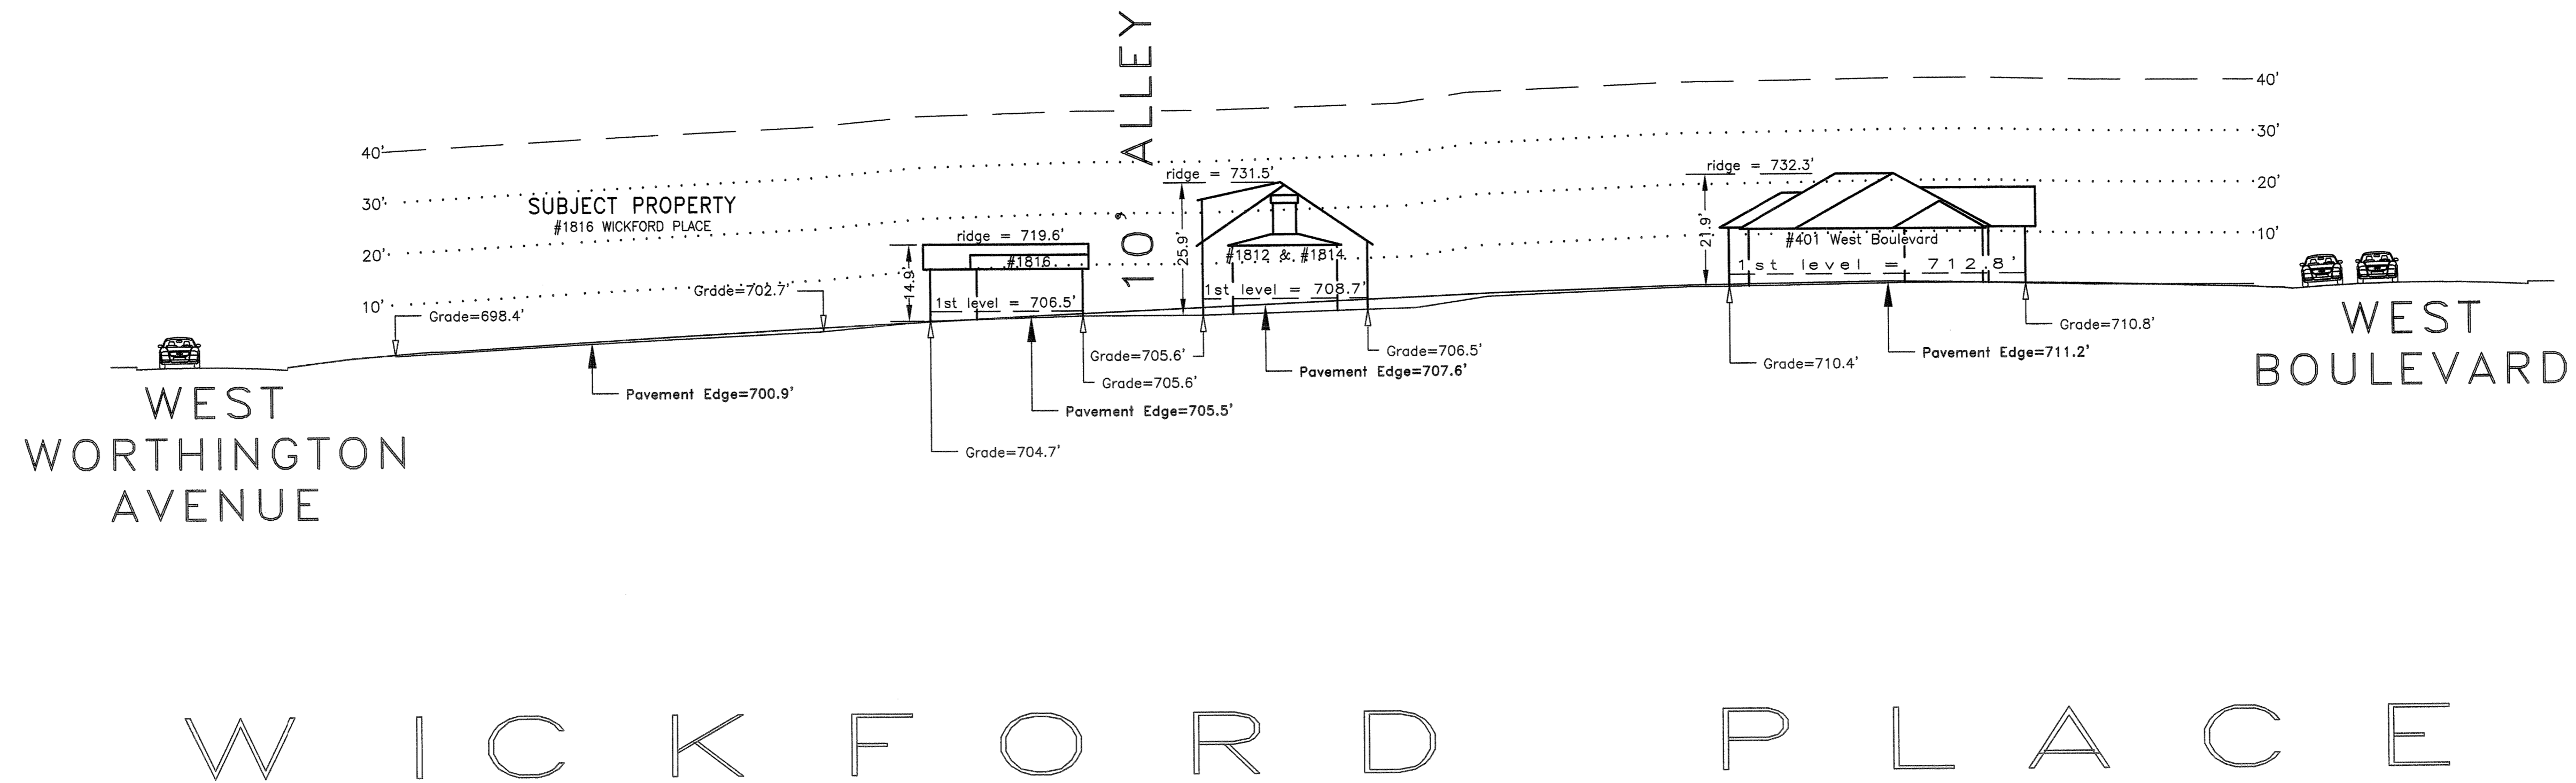 10' ALLEY
40'
30'
20'
10'
SUBJECT PROPERTY
#1816 WICKFORD PLACE
Grade=698.4'
Grade=702.7'
Pavement Edge=700.9'
ridge = 719.6'
14.9'
#1816
1st level = 706.5'
Grade=704.7'
Pavement Edge=705.5'
Grade=705.6'
ridge = 731.5'
25.9'
#1812 & #1814
1st level = 708.7'
Grade=705.6'
Pavement Edge=707.6'
Grade=706.5'
ridge = 732.3'
21.9'
#401 West Boulevard
1st level = 712.8'
Grade=710.4'
Pavement Edge=711.2'
Grade=710.8'
40'
30'
20'
10'
WEST
WORTHINGTON
AVENUE
WEST
BOULEVARD
WICKFORD PLACE